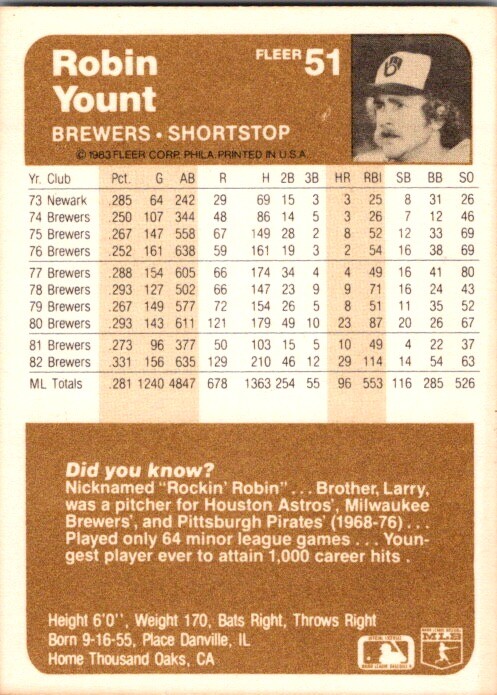 Robin
Yount
FLEER 51
BREWERS • SHORTSTOP
© 1983 FLEER CORP. PHILA. PRINTED IN U.S.A.
Yr. Club Pct. G AB R H 2B 3B HR RBI SB BB SO
73 Newark .285 64 242 29 69 15 3 3 25 8 31 26
74 Brewers .250 107 344 48 86 14 5 3 26 7 12 46
75 Brewers .267 147 558 67 149 28 2 8 52 12 33 69
76 Brewers .252 161 638 59 161 19 3 2 54 16 38 69
77 Brewers .288 154 605 66 174 34 4 4 49 16 41 80
78 Brewers .293 127 502 66 147 23 9 9 71 16 24 43
79 Brewers .267 149 577 72 154 26 5 8 51 11 35 52
80 Brewers .293 143 611 121 179 49 10 23 87 20 26 67
81 Brewers .273 96 377 50 103 15 5 10 49 4 22 37
82 Brewers .331 156 635 129 210 46 12 29 114 14 54 63
ML Totals .281 1240 4847 678 1363 254 55 96 553 116 285 526
Did you know?
Nicknamed "Rockin' Robin" . . . Brother, Larry,
was a pitcher for Houston Astros', Milwaukee
Brewers', and Pittsburgh Pirates' (1968-76) . . .
Played only 64 minor league games . . . Youn-
gest player ever to attain 1,000 career hits .
Height 6'0'', Weight 170, Bats Right, Throws Right
Born 9-16-55, Place Danville, IL
Home Thousand Oaks, CA
MLB